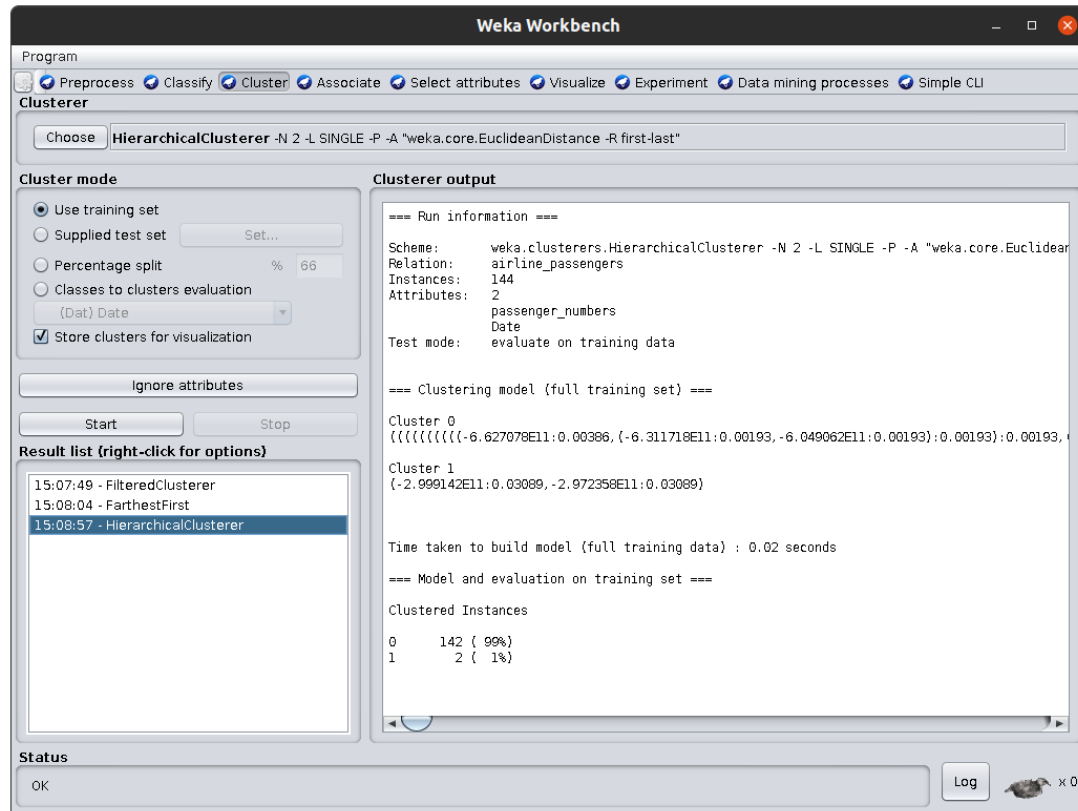 Weka Workbench
Program
Preprocess Classify Cluster Associate Select attributes Visualize Experiment Data mining processes Simple CLI
Clusterer
Choose HierarchicalClusterer -N 2 -L SINGLE -P -A "weka.core.EuclideanDistance -R first-last"
Cluster mode
Use training set
Supplied test set Set...
Percentage split % 66
Classes to clusters evaluation
(Dat) Date
Store clusters for visualization
Ignore attributes
Start Stop
Result list (right-click for options)
15:07:49 - FilteredClusterer
15:08:04 - FarthestFirst
15:08:57 - HierarchicalClusterer
Clusterer output
=== Run information ===
Scheme: weka.clusterers.HierarchicalClusterer -N 2 -L SINGLE -P -A "weka.core.Euclidear
Relation: airline_passengers
Instances: 144
Attributes: 2
passenger_numbers
Date
Test mode: evaluate on training data
=== Clustering model (full training set) ===
Cluster 0
((((((((((-6.627078E11:0.00386,(-6.311718E11:0.00193,-6.049062E11:0.00193):0.00193):0.00193,
Cluster 1
(-2.999142E11:0.03089,-2.972358E11:0.03089)
Time taken to build model (full training data) : 0.02 seconds
=== Model and evaluation on training set ===
Clustered Instances
0 142 ( 99%)
1 2 ( 1%)
Status
OK
Log x 0